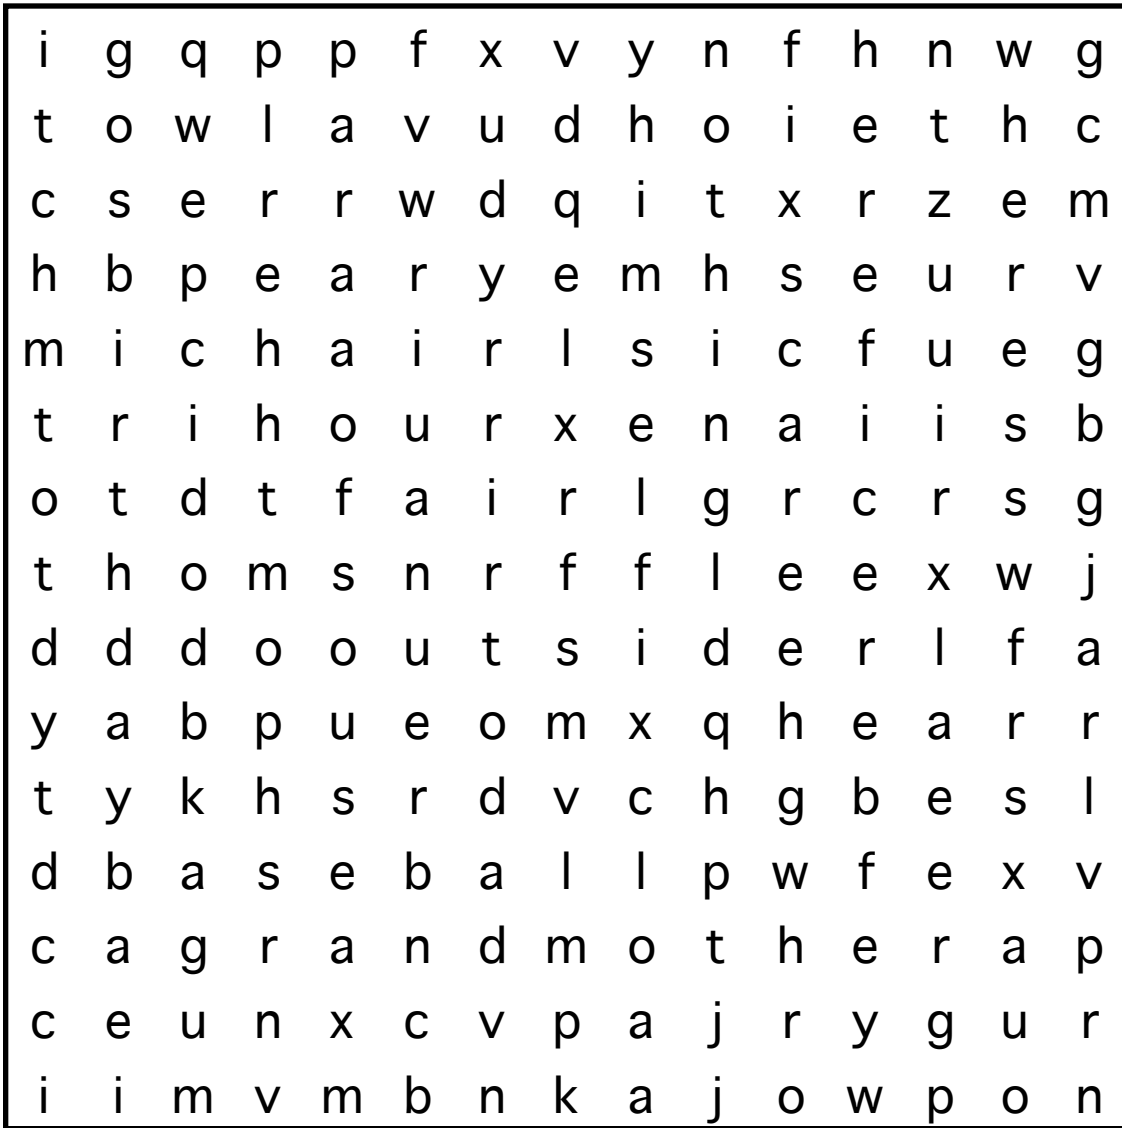 i g q p p f x v y n f h n w g
t o w l a v u d h o i e t h c
c s e r r w d q i t x r z e m
h b p e a r y e m h s e u r v
m i c h a i r l s i c f u e g
t r i h o u r x e n a i i s b
o t d t f a i r l g r c r s g
t h o m s n r f f l e e x w j
d d d o o u t s i d e r l f a
y a b p u e o m x q h e a r r
t y k h s r d v c h g b e s l
d b a s e b a l l p w f e x v
c a g r a n d m o t h e r a p
c e u n x c v p a j r y g u r
i i m v m b n k a j o w p o n